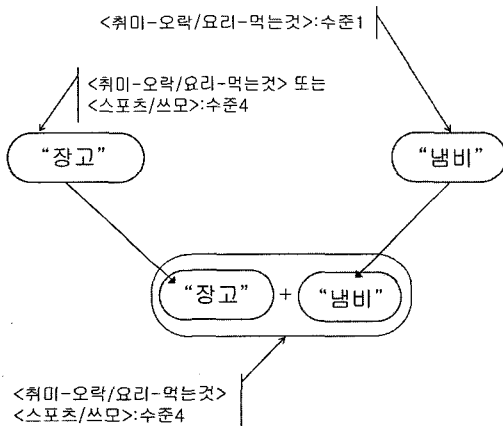 <취미-오락/요리-먹는것>:수준1
<취미-오락/요리-먹는것> 또는
<스포츠/쓰모>:수준4
“장고”
“냄비”
“장고” + “냄비”
<취미-오락/요리-먹는것>
<스포츠/쓰모>:수준4